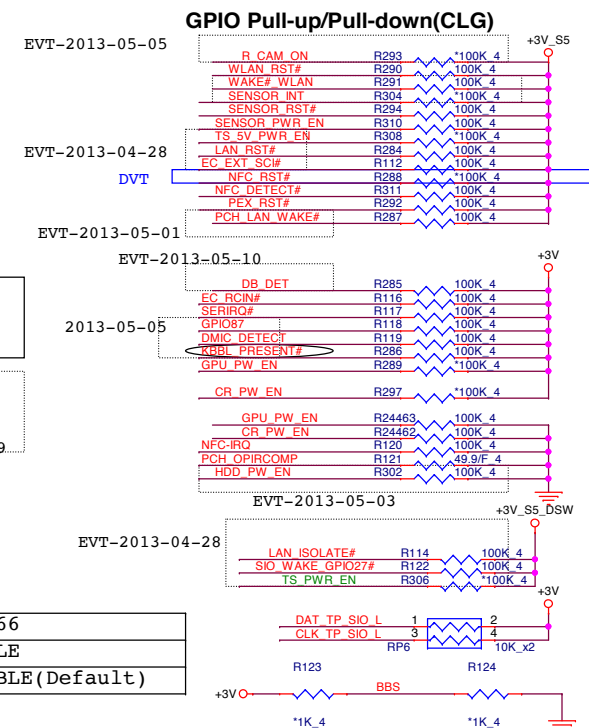 GPIO Pull-up/Pull-down(CLG)
EVT-2013-05-05
+3V_S5
R_CAM_ON R293 *100K_4
WLAN_RST# R290 100K_4
WAKE#_WLAN R291 100K_4
SENSOR_INT R304 *100K_4
SENSOR_RST# R294 100K_4
SENSOR_PWR_EN R310 100K_4
TS_5V_PWR_EN R308 *100K_4
EVT-2013-04-28
LAN_RST# R284 100K_4
EC_EXT_SCI# R112 100K_4
DVT
NFC_RST# R288 *100K_4
NFC_DETECT# R311 100K_4
PEX_RST# R292 100K_4
PCH_LAN_WAKE# R287 100K_4
EVT-2013-05-01
EVT-2013-05-10
+3V
DB_DET R285 100K_4
EC_RCIN# R116 100K_4
SERIRQ# R117 100K_4
2013-05-05
GPIO87 R118 100K_4
DMIC_DETECT R119 100K_4
KBBL_PRESENT# R286 100K_4
GPU_PW_EN R289 *100K_4
CR_PW_EN R297 *100K_4
GPU_PW_EN R24463 100K_4
CR_PW_EN R24462 100K_4
NFC-IRQ R120 100K_4
PCH_OPIRCOMP R121 49.9/F_4
HDD_PW_EN R302 100K_4
9
EVT-2013-05-03
+3V_S5_DSW
EVT-2013-04-28
LAN_ISOLATE# R114 100K_4
SIO_WAKE_GPIO27# R122 100K_4
TS_PWR_EN R306 *100K_4
+3V
DAT_TP_SIO_L 1 2
CLK_TP_SIO_L 3 4
RP6 10K_x2
66
LE
BLE(Default)
R123 R124
+3V BBS
*1K_4 *1K_4